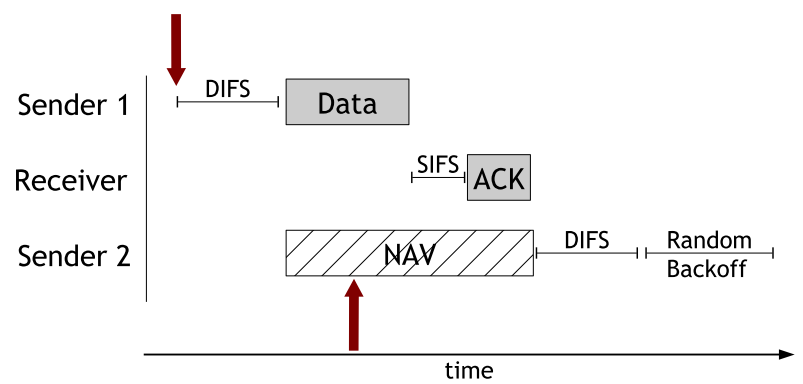 DIFS
Sender 1
Data
SIFS
Receiver
ACK
DIFS
Random
Sender 2
NAV
Backoff
time